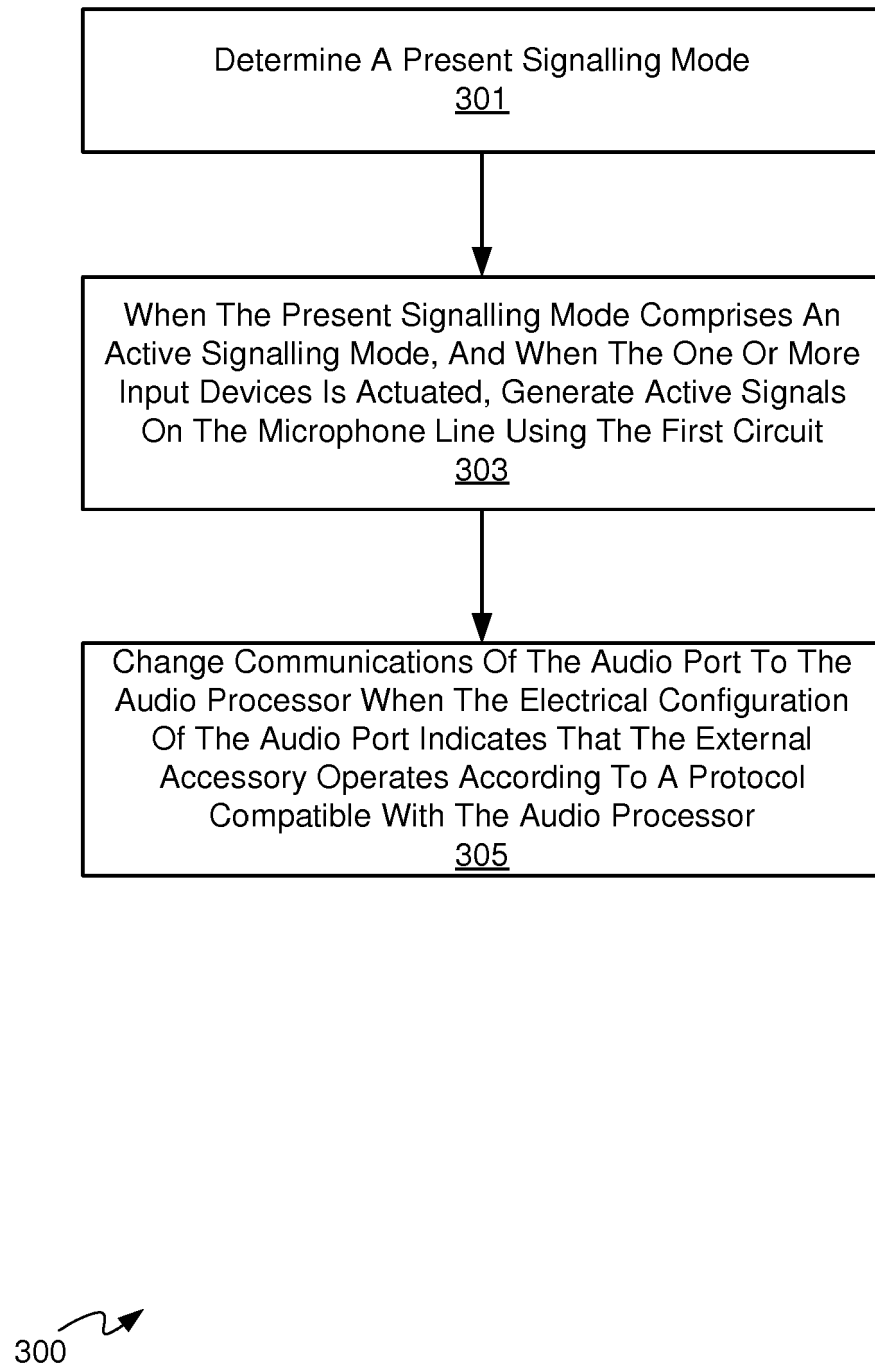 Determine A Present Signalling Mode
301
When The Present Signalling Mode Comprises An
Active Signalling Mode, And When The One Or More
Input Devices Is Actuated, Generate Active Signals
On The Microphone Line Using The First Circuit
303
Change Communications Of The Audio Port To The
Audio Processor When The Electrical Configuration
Of The Audio Port Indicates That The External
Accessory Operates According To A Protocol
Compatible With The Audio Processor
305
300